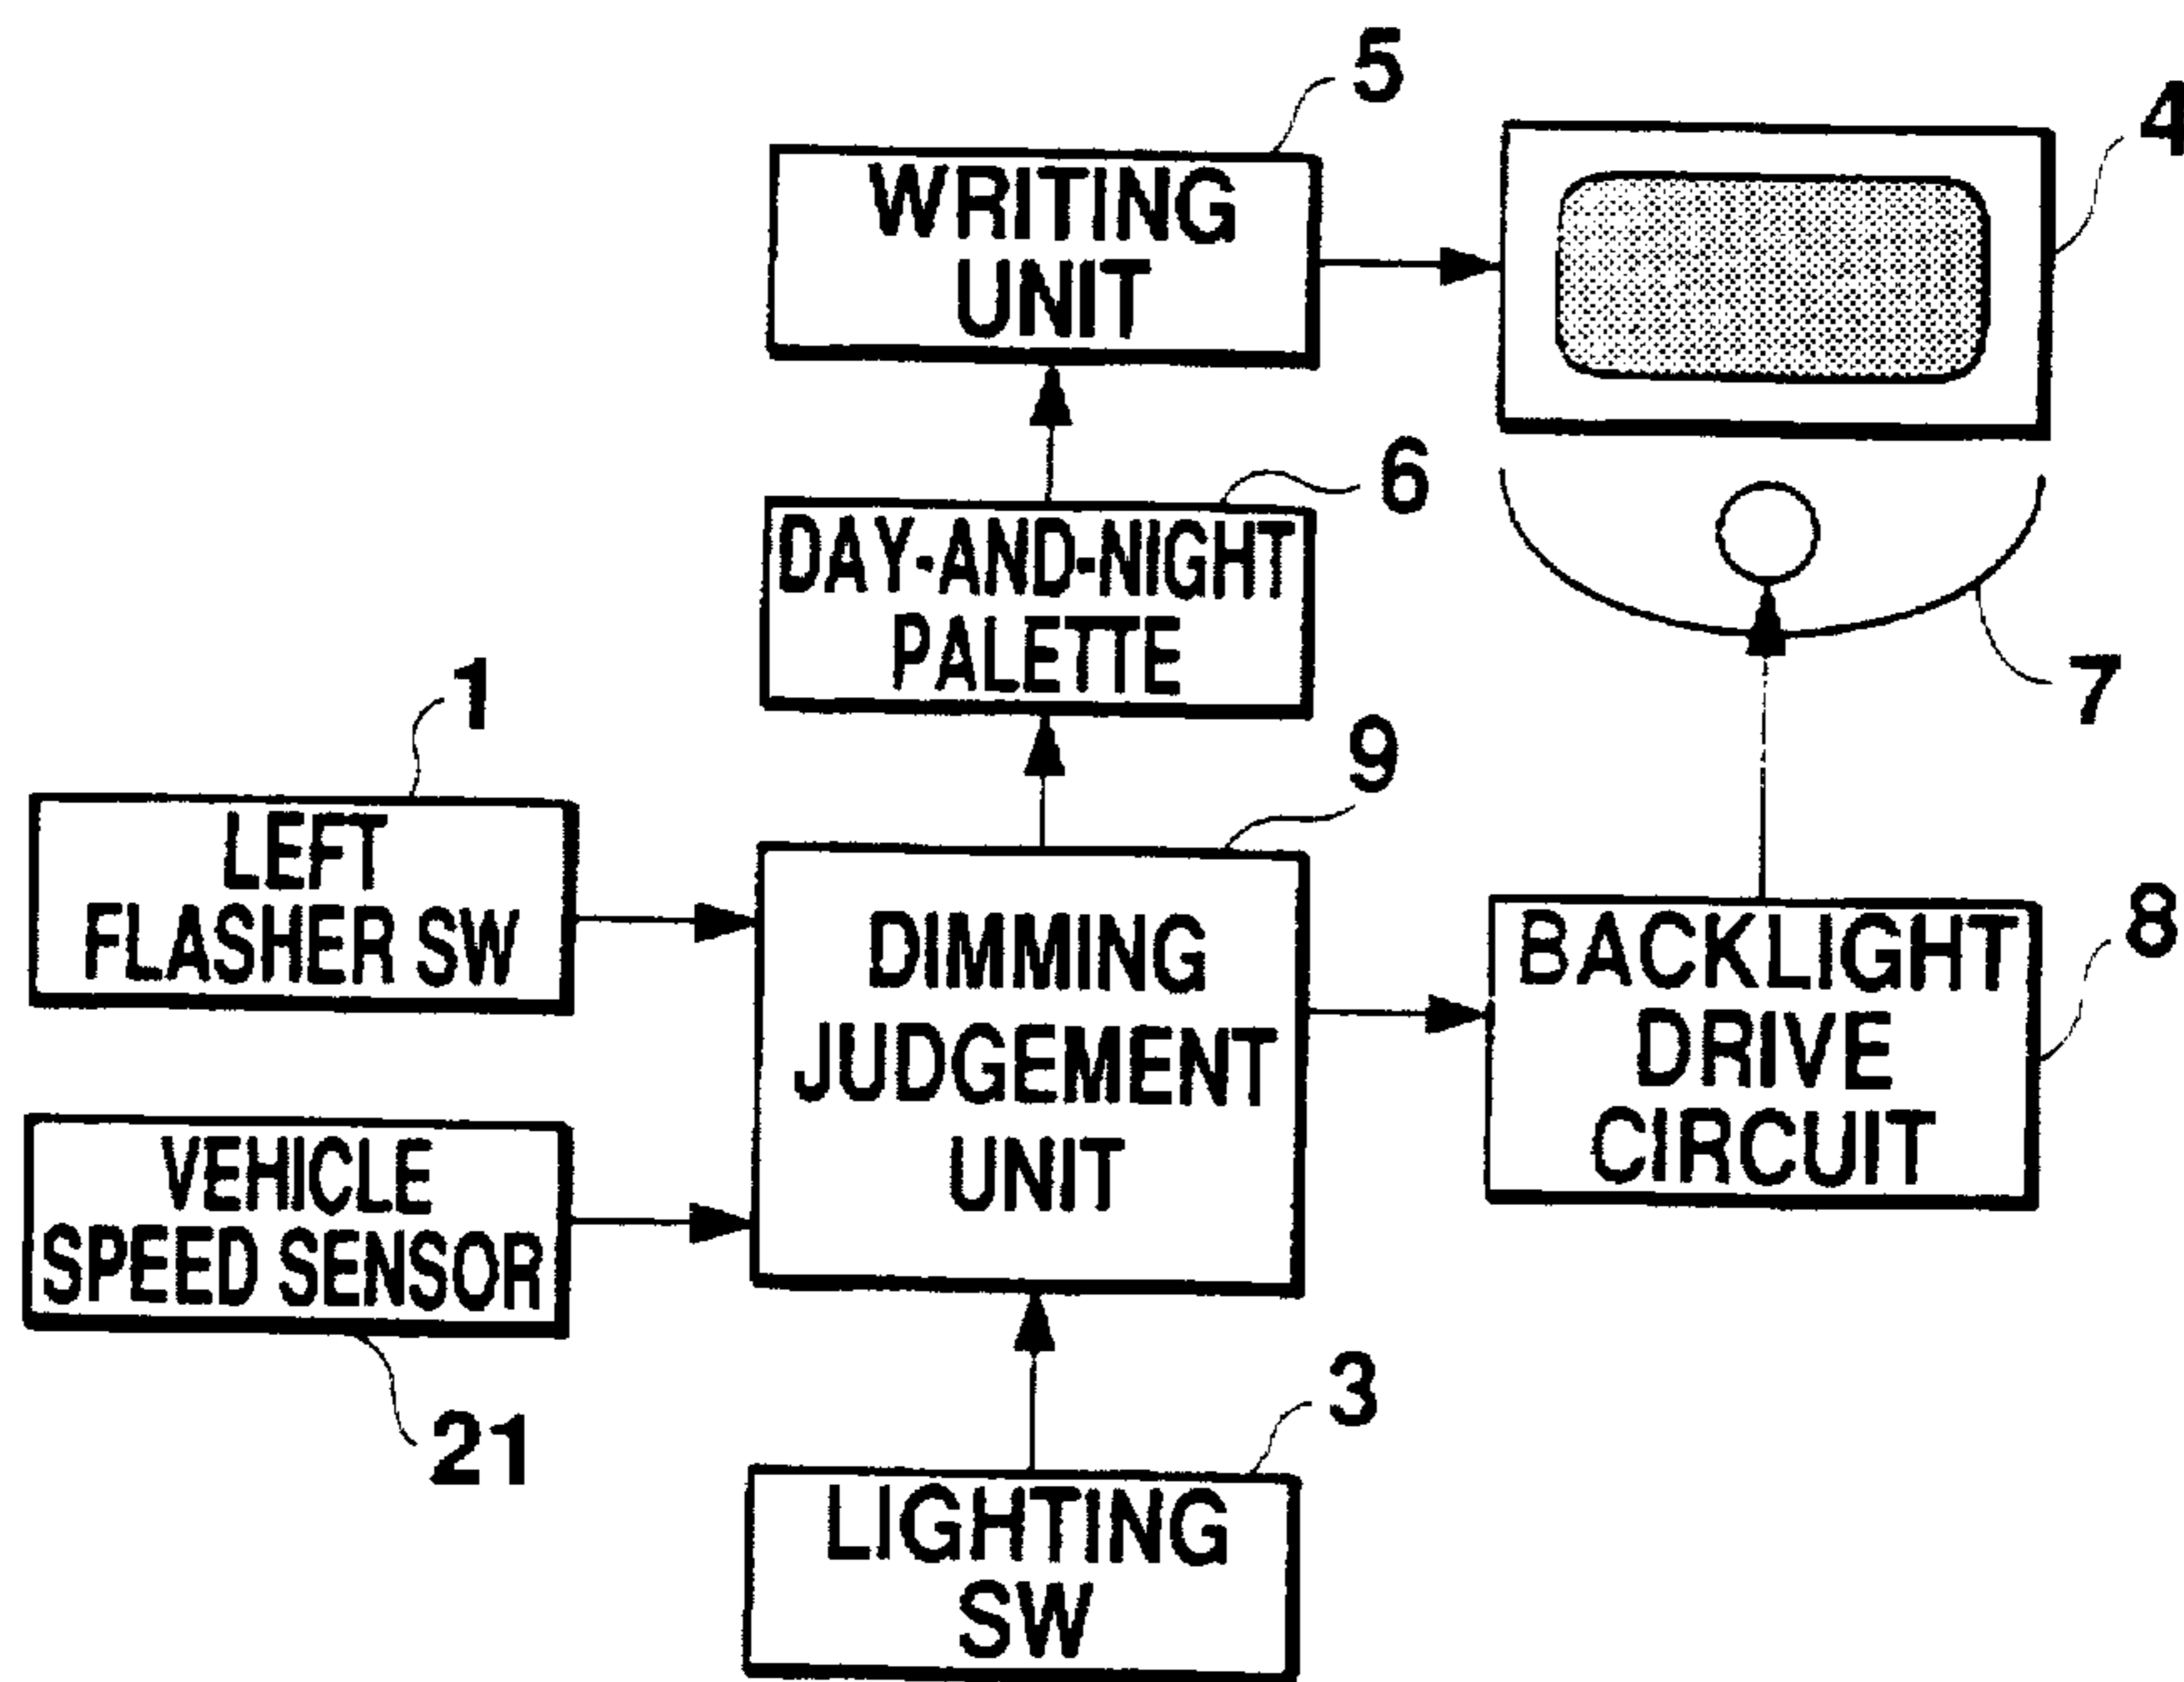 5
4
WRITING
UNIT
6
DAY-AND-NIGHT
PALETTE
7
1
9
LEFT
FLASHER SW
DIMMING
JUDGEMENT
UNIT
8
BACKLIGHT
DRIVE
CIRCUIT
VEHICLE
SPEED SENSOR
21
3
LIGHTING
SW